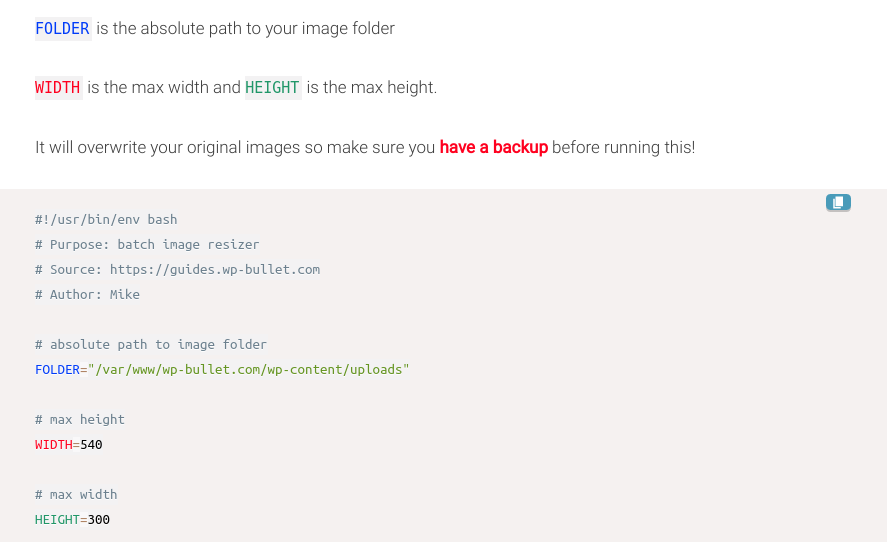 FOLDER is the absolute path to your image folder
WIDTH is the max width and HEIGHT is the max height.
It will overwrite your original images so make sure you have a backup before running this!
#!/usr/bin/env bash
# Purpose: batch image resizer
# Source: https://guides.wp-bullet.com
# Author: Mike
# absolute path to image folder
FOLDER="/var/www/wp-bullet.com/wp-content/uploads"
# max height
WIDTH=540
# max width
HEIGHT=300